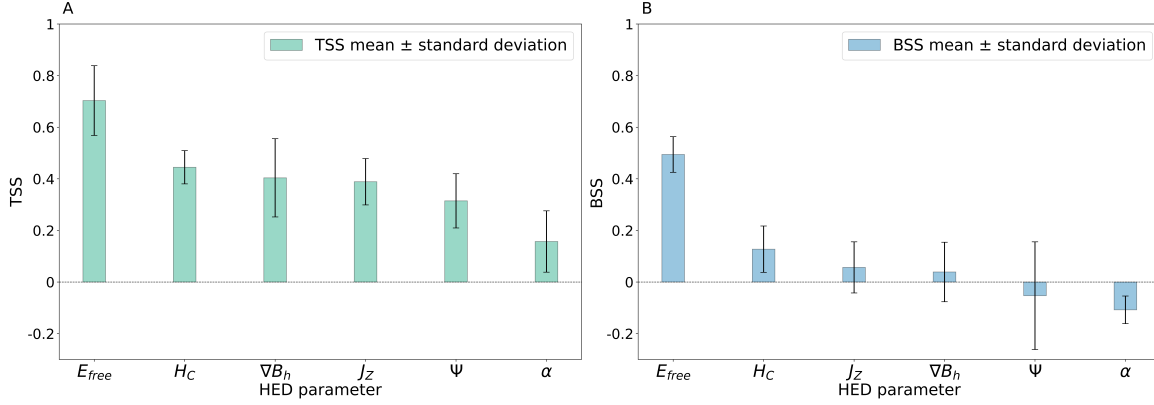 A
1
0.8
0.6
0.4
0.2
0
-0.2
TSS
TSS mean ± standard deviation
E_free H_C ∇B_h J_Z Ψ α
HED parameter
B
1
0.8
0.6
0.4
0.2
0
-0.2
BSS
BSS mean ± standard deviation
E_free H_C J_Z ∇B_h Ψ α
HED parameter